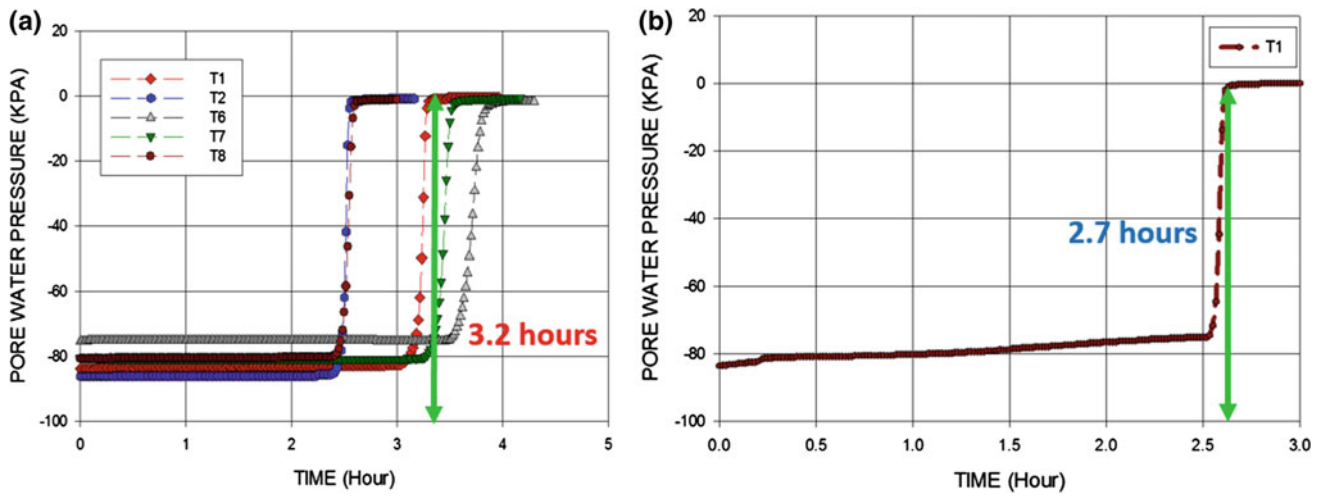 (a)
20
0
-20
-40
-60
-80
-100
PORE WATER PRESSURE (KPA)
T1
T2
T6
T7
T8
3.2 hours
0 1 2 3 4 5
TIME (Hour)
(b)
20
0
-20
-40
-60
-80
-100
PORE WATER PRESSURE (KPA)
T1
2.7 hours
0.0 0.5 1.0 1.5 2.0 2.5 3.0
TIME (Hour)